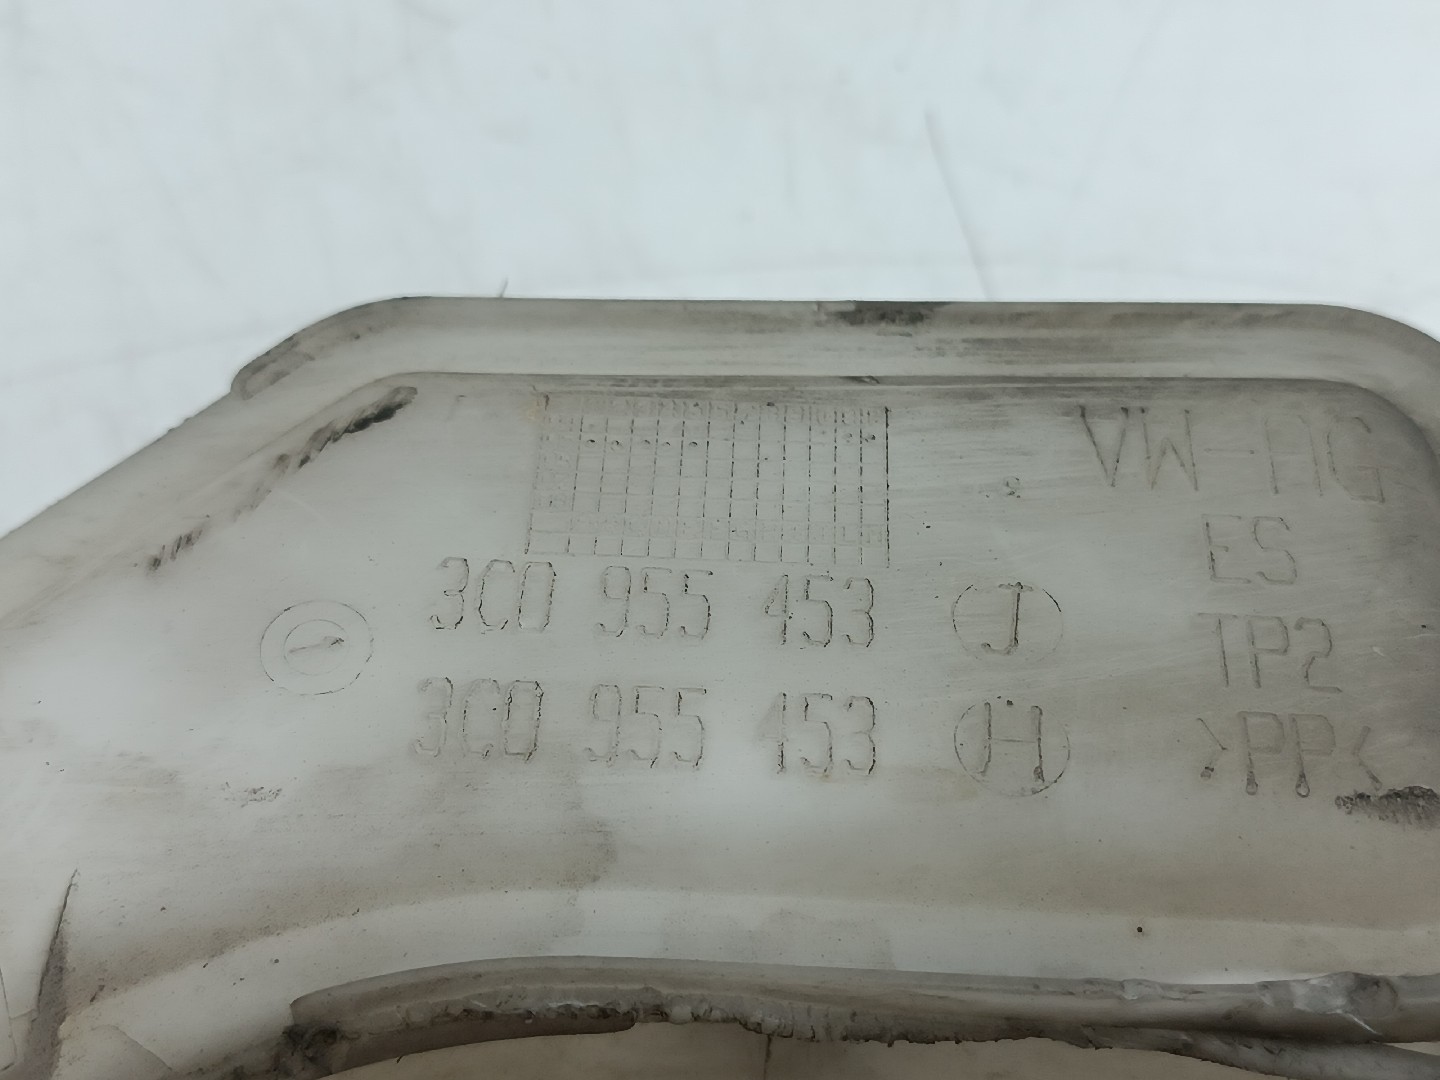 VW-AG
ES
TP2
>PP<
3C0 955 453 J
3C0 955 453 H